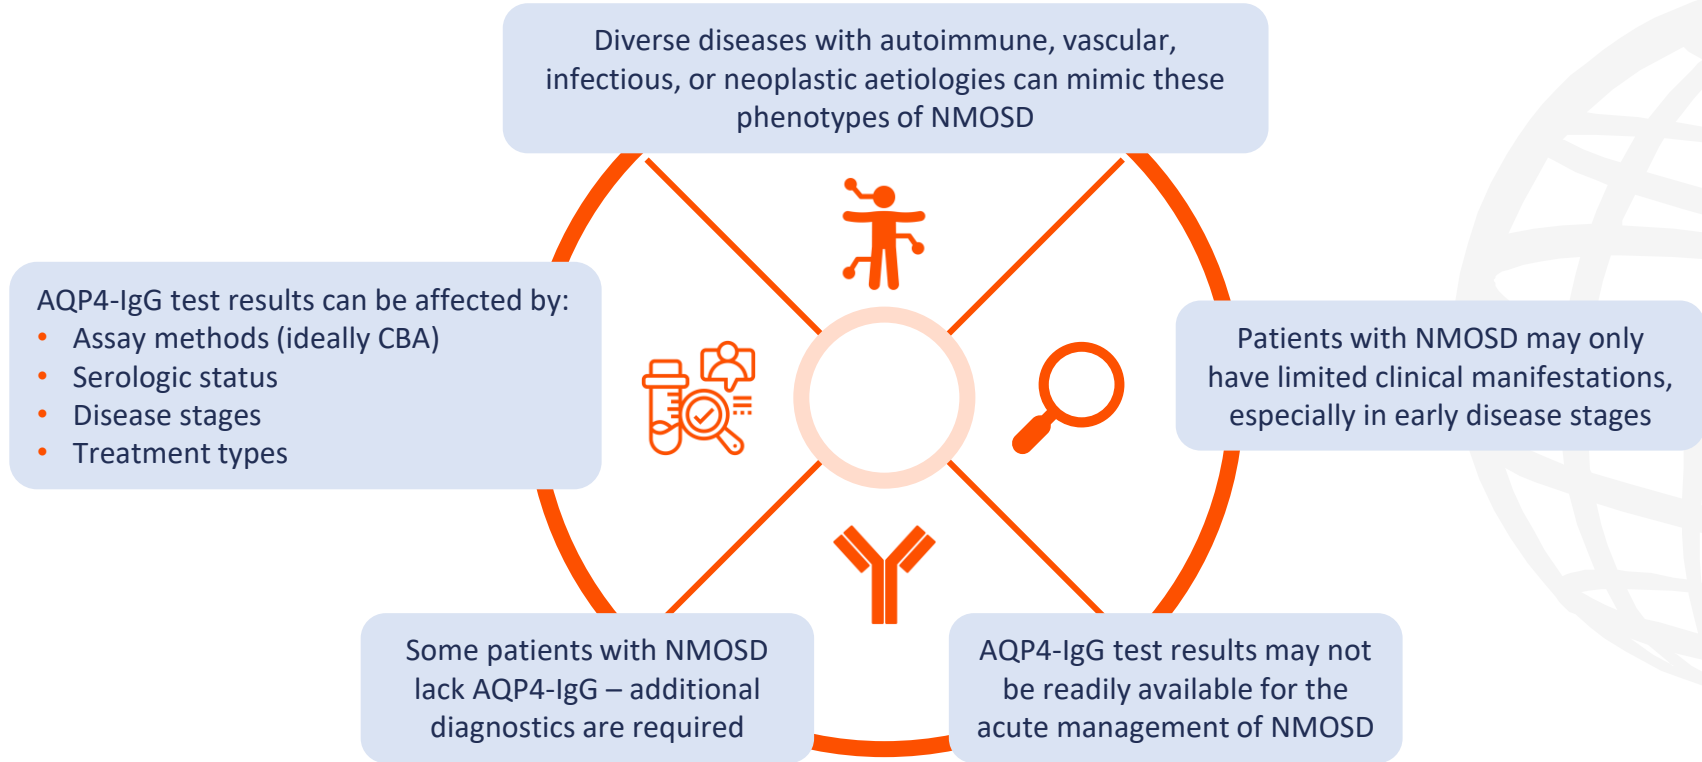 Diverse diseases with autoimmune, vascular,
infectious, or neoplastic aetiologies can mimic these
phenotypes of NMOSD
AQP4-IgG test results can be affected by:
• Assay methods (ideally CBA)
• Serologic status
• Disease stages
• Treatment types
Patients with NMOSD may only
have limited clinical manifestations,
especially in early disease stages
Some patients with NMOSD
lack AQP4-IgG – additional
diagnostics are required
AQP4-IgG test results may not
be readily available for the
acute management of NMOSD